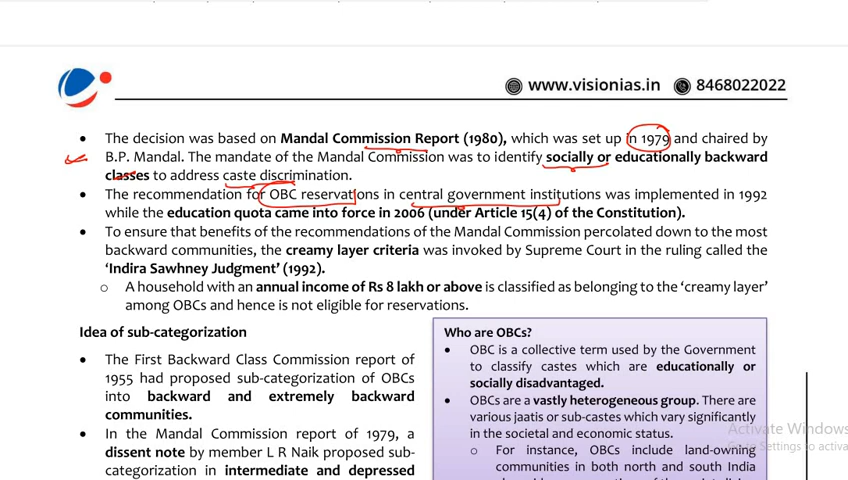 www.visionias.in 8468022022
• The decision was based on Mandal Commission Report (1980), which was set up in 1979 and chaired by
B.P. Mandal. The mandate of the Mandal Commission was to identify socially or educationally backward
classes to address caste discrimination.
• The recommendation for OBC reservations in central government institutions was implemented in 1992
while the education quota came into force in 2006 (under Article 15(4) of the Constitution).
• To ensure that benefits of the recommendations of the Mandal Commission percolated down to the most
backward communities, the creamy layer criteria was invoked by Supreme Court in the ruling called the
‘Indira Sawhney Judgment’ (1992).
o A household with an annual income of Rs 8 lakh or above is classified as belonging to the ‘creamy layer’
among OBCs and hence is not eligible for reservations.
Idea of sub-categorization
• The First Backward Class Commission report of
1955 had proposed sub-categorization of OBCs
into backward and extremely backward
communities.
• In the Mandal Commission report of 1979, a
dissent note by member L R Naik proposed sub-
categorization in intermediate and depressed
Who are OBCs?
• OBC is a collective term used by the Government
to classify castes which are educationally or
socially disadvantaged.
• OBCs are a vastly heterogeneous group. There are
various jaatis or sub-castes which vary significantly
in the societal and economic status.
o For instance, OBCs include land-owning
communities in both north and south India
Activate Windows
Go to Settings to activa